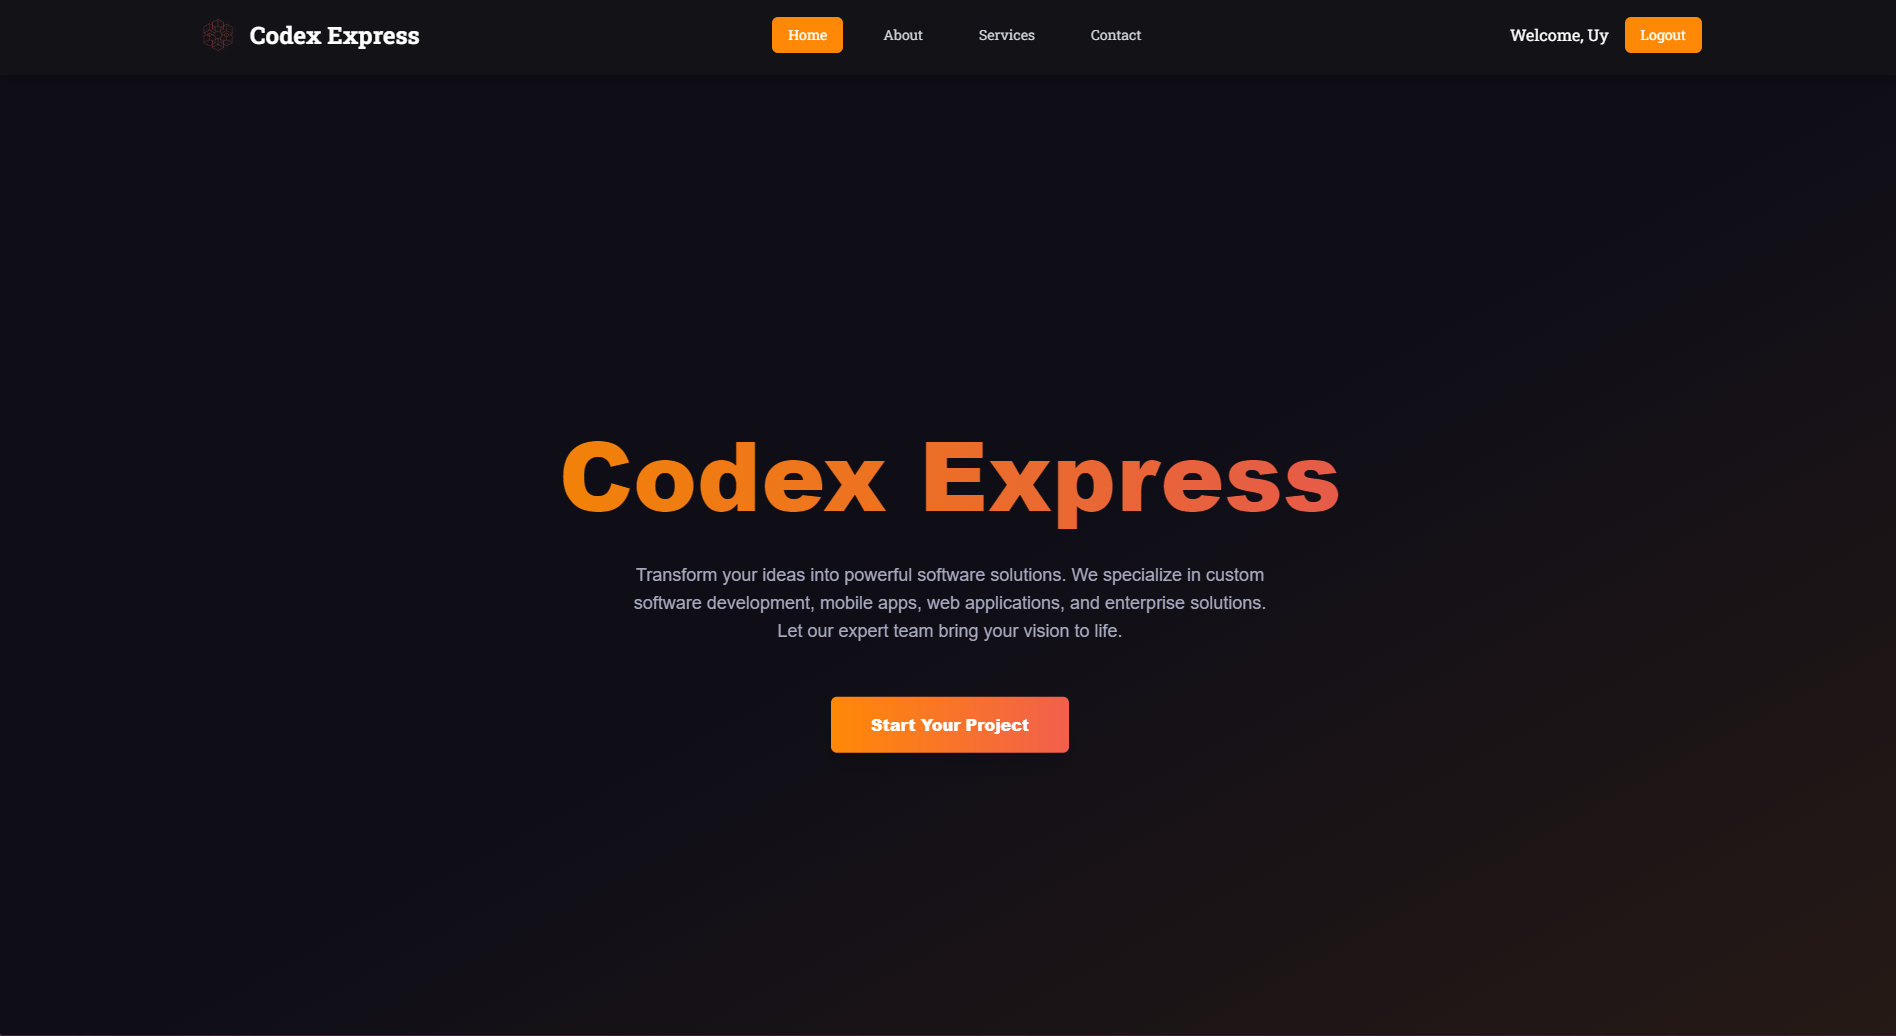 Codex Express
Home
About
Services
Contact
Welcome, Uy
Logout
Codex Express
Transform your ideas into powerful software solutions. We specialize in custom
software development, mobile apps, web applications, and enterprise solutions.
Let our expert team bring your vision to life.
Start Your Project